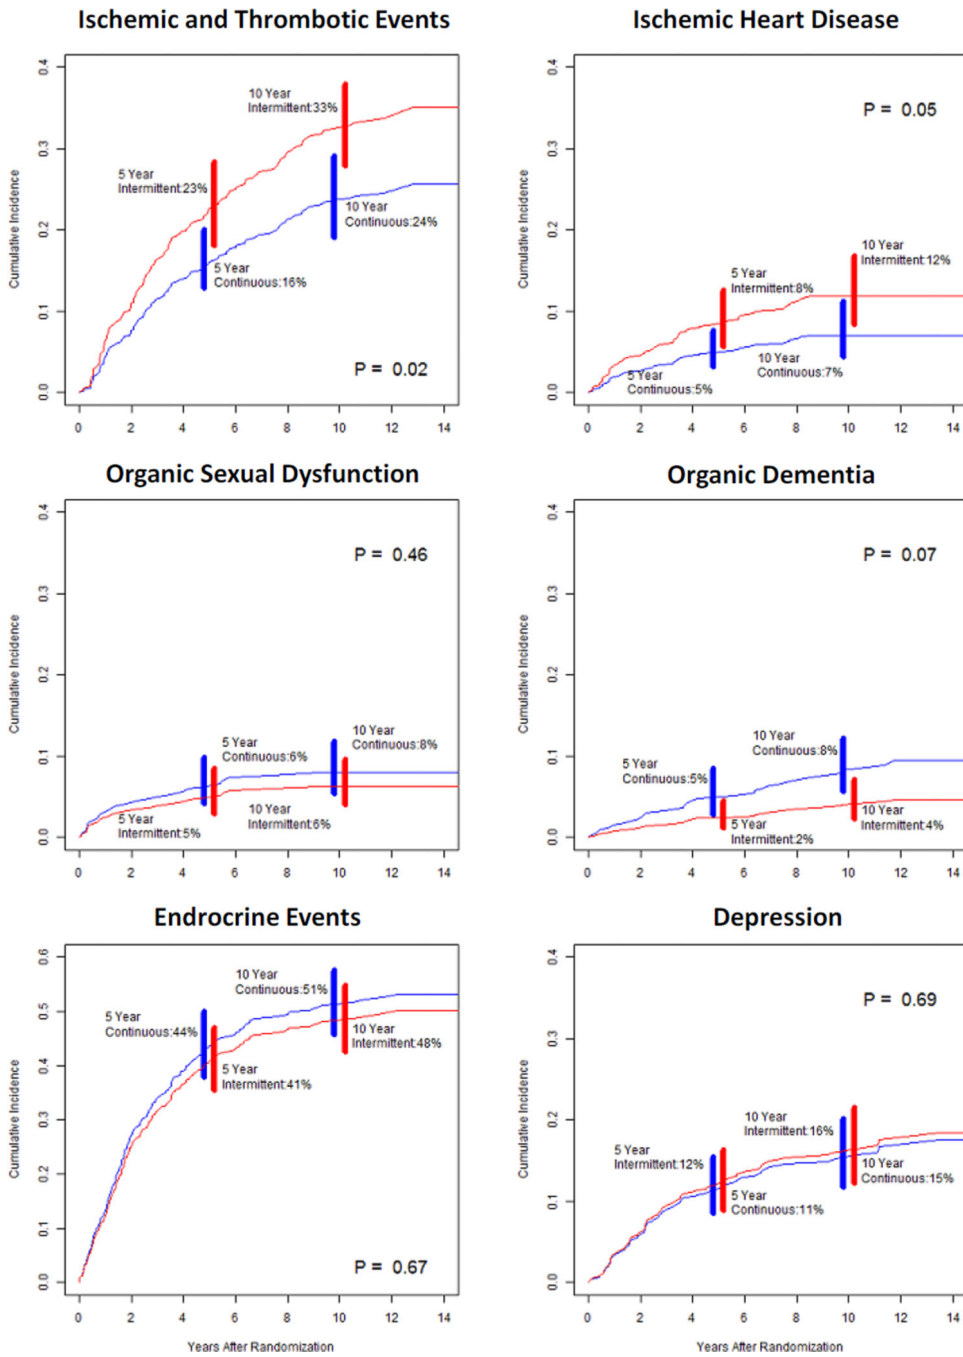 Ischemic and Thrombotic Events
0.4
0.3
0.2
0.1
0.0
Cumulative Incidence
10 Year
Intermittent:33%
5 Year
Intermittent:23%
10 Year
Continuous:24%
5 Year
Continuous:16%
P = 0.02
0 2 4 6 8 10 12 14
Ischemic Heart Disease
0.4
0.3
0.2
0.1
0.0
Cumulative Incidence
P = 0.05
10 Year
Intermittent:12%
5 Year
Intermittent:8%
10 Year
Continuous:7%
5 Year
Continuous:5%
0 2 4 6 8 10 12 14
Organic Sexual Dysfunction
0.4
0.3
0.2
0.1
0.0
Cumulative Incidence
P = 0.46
10 Year
Continuous:8%
5 Year
Continuous:6%
5 Year
Intermittent:5%
10 Year
Intermittent:6%
0 2 4 6 8 10 12 14
Organic Dementia
0.4
0.3
0.2
0.1
0.0
Cumulative Incidence
P = 0.07
10 Year
Continuous:8%
5 Year
Continuous:5%
5 Year
Intermittent:2%
10 Year
Intermittent:4%
0 2 4 6 8 10 12 14
Endrocrine Events
0.6
0.5
0.4
0.3
0.2
0.1
0.0
Cumulative Incidence
10 Year
Continuous:51%
5 Year
Continuous:44%
10 Year
Intermittent:48%
5 Year
Intermittent:41%
P = 0.67
0 2 4 6 8 10 12 14
Years After Randomization
Depression
0.4
0.3
0.2
0.1
0.0
Cumulative Incidence
P = 0.69
10 Year
Intermittent:16%
5 Year
Intermittent:12%
10 Year
Continuous:15%
5 Year
Continuous:11%
0 2 4 6 8 10 12 14
Years After Randomization